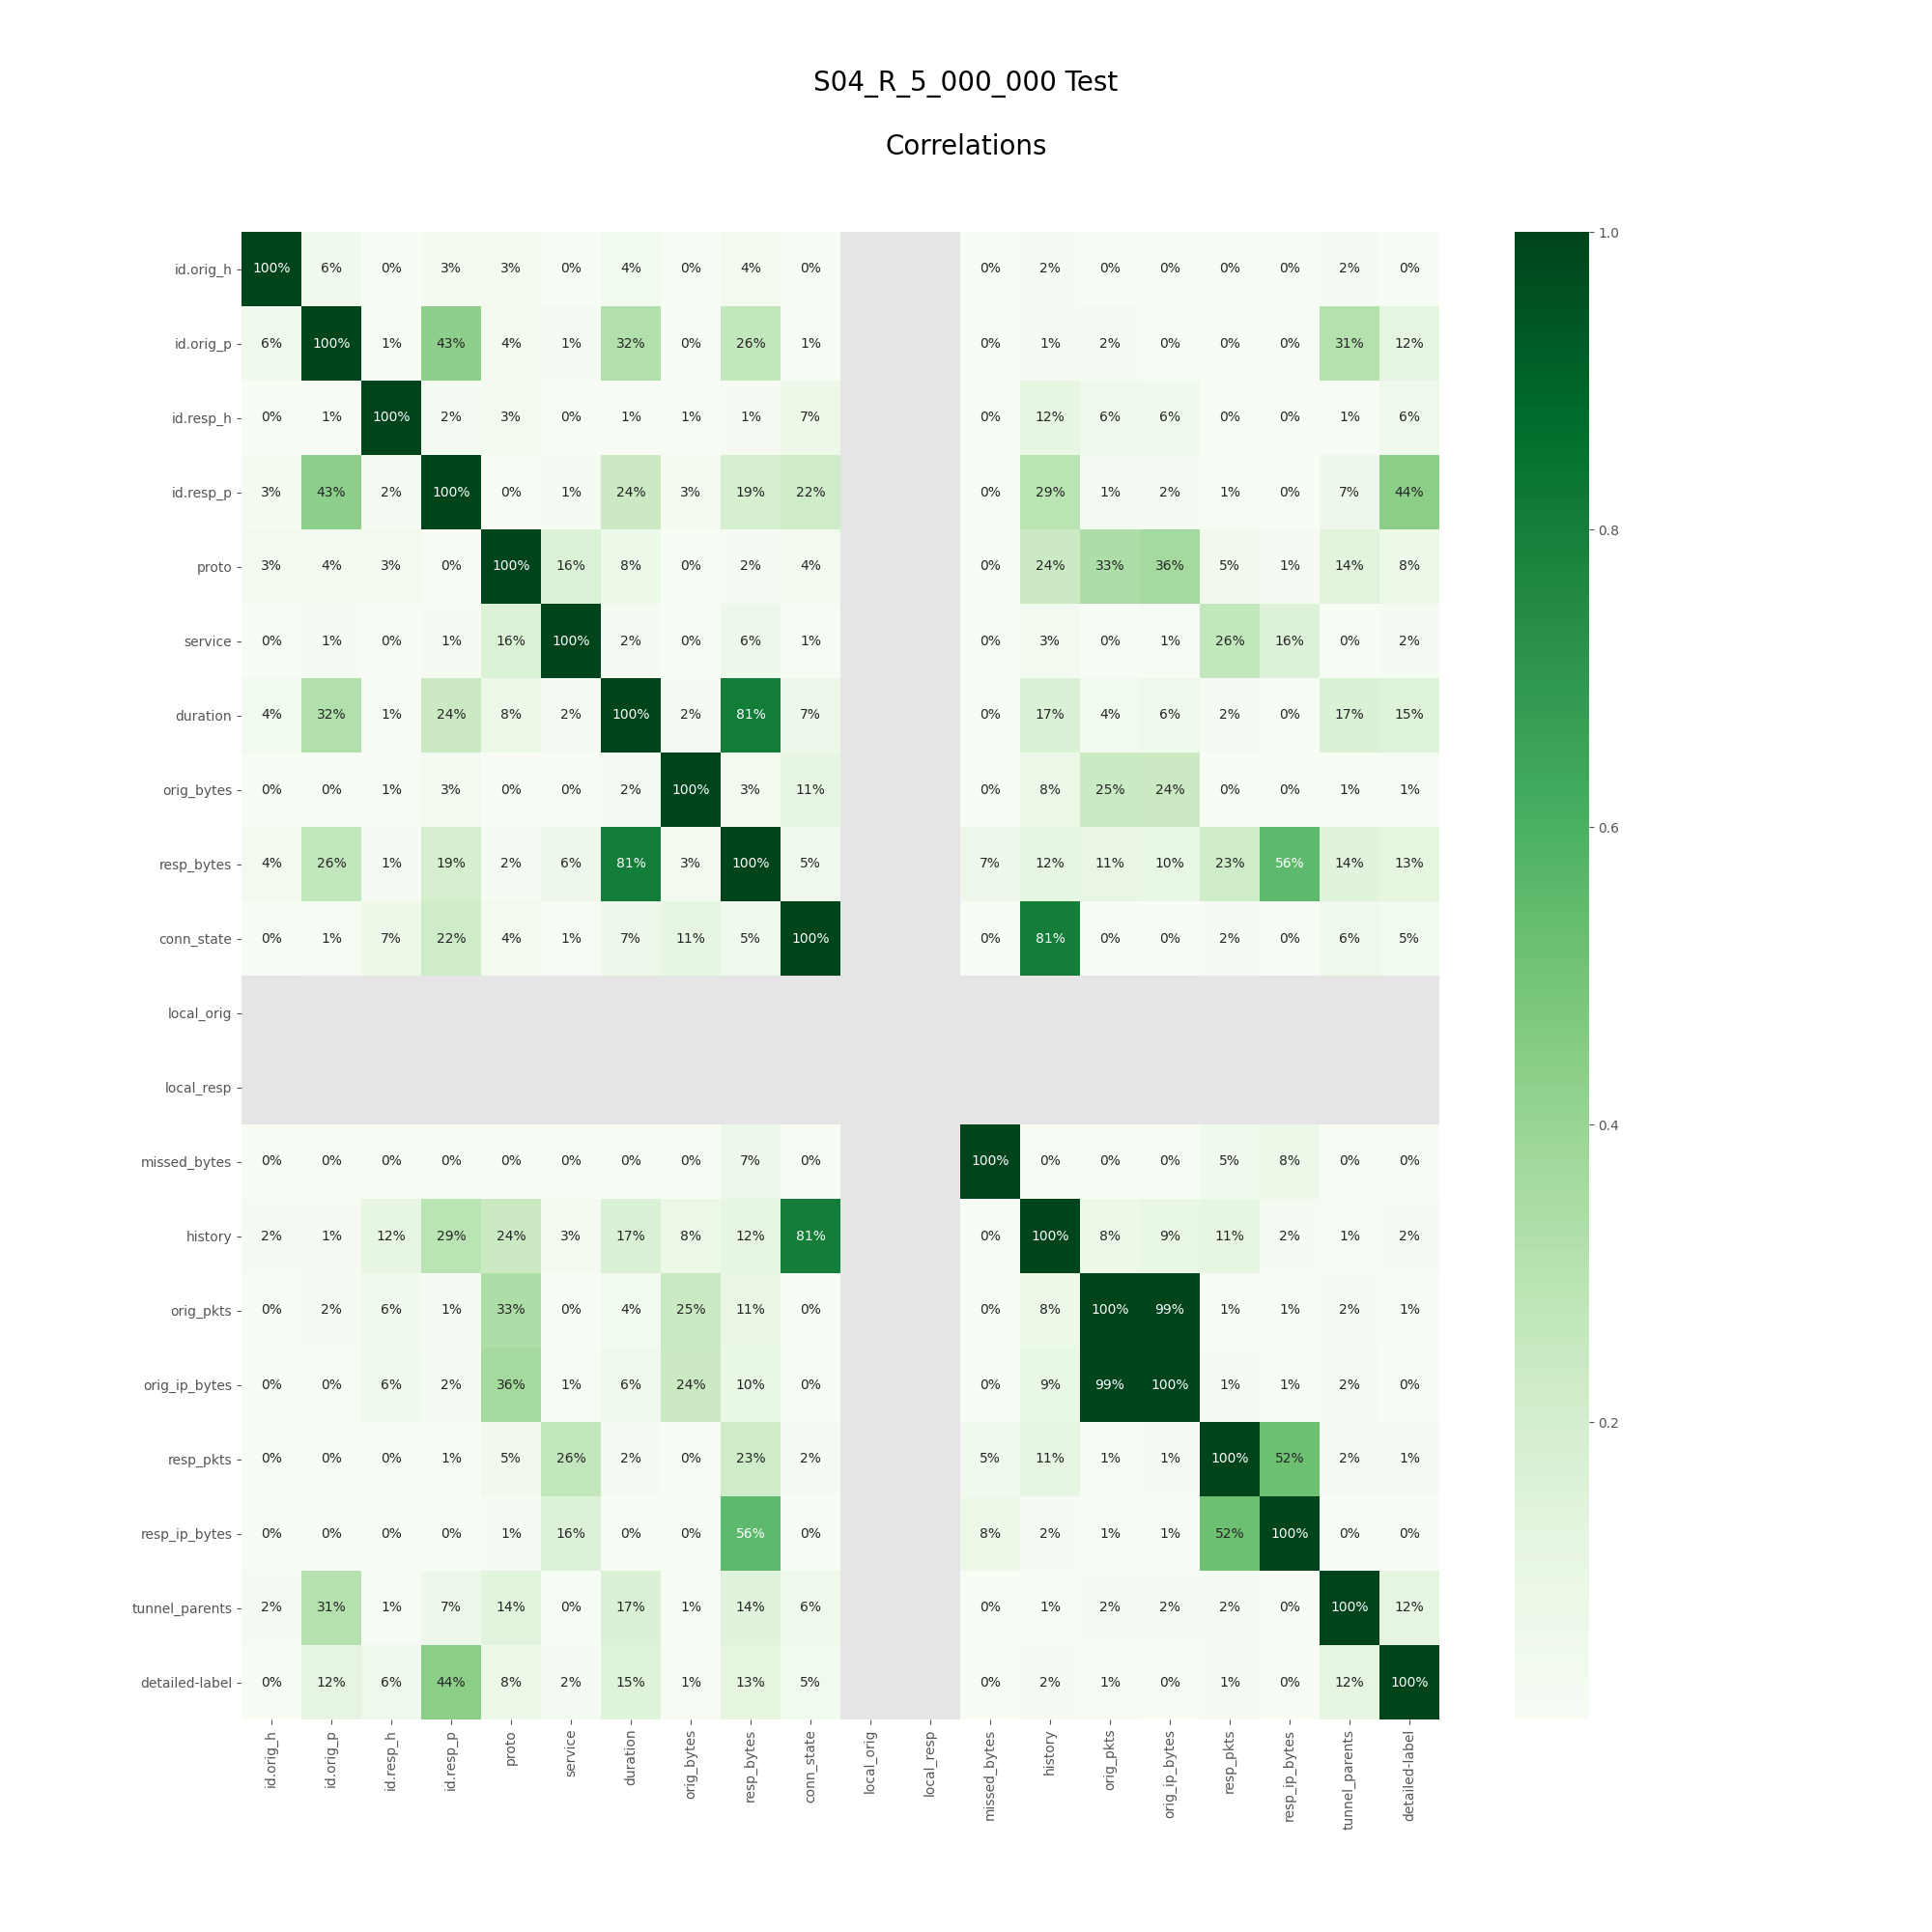 S04_R_5_000_000 Test
Correlations
id.orig_h 100% 6% 0% 3% 3% 0% 4% 0% 4% 0% 0% 2% 0% 0% 0% 0% 2% 0%
id.orig_p 6% 100% 1% 43% 4% 1% 32% 0% 26% 1% 0% 1% 2% 0% 0% 0% 31% 12%
id.resp_h 0% 1% 100% 2% 3% 0% 1% 1% 1% 7% 0% 12% 6% 6% 0% 0% 1% 6%
id.resp_p 3% 43% 2% 100% 0% 1% 24% 3% 19% 22% 0% 29% 1% 2% 1% 0% 7% 44%
proto 3% 4% 3% 0% 100% 16% 8% 0% 2% 4% 0% 24% 33% 36% 5% 1% 14% 8%
service 0% 1% 0% 1% 16% 100% 2% 0% 6% 1% 0% 3% 0% 1% 26% 16% 0% 2%
duration 4% 32% 1% 24% 8% 2% 100% 2% 81% 7% 0% 17% 4% 6% 2% 0% 17% 15%
orig_bytes 0% 0% 1% 3% 0% 0% 2% 100% 3% 11% 0% 8% 25% 24% 0% 0% 1% 1%
resp_bytes 4% 26% 1% 19% 2% 6% 81% 3% 100% 5% 7% 12% 11% 10% 23% 56% 14% 13%
conn_state 0% 1% 7% 22% 4% 1% 7% 11% 5% 100% 0% 81% 0% 0% 2% 0% 6% 5%
local_orig
local_resp
missed_bytes 0% 0% 0% 0% 0% 0% 0% 0% 7% 0% 100% 0% 0% 0% 5% 8% 0% 0%
history 2% 1% 12% 29% 24% 3% 17% 8% 12% 81% 0% 100% 8% 9% 11% 2% 1% 2%
orig_pkts 0% 2% 6% 1% 33% 0% 4% 25% 11% 0% 0% 8% 100% 99% 1% 1% 2% 1%
orig_ip_bytes 0% 0% 6% 2% 36% 1% 6% 24% 10% 0% 0% 9% 99% 100% 1% 1% 2% 0%
resp_pkts 0% 0% 0% 1% 5% 26% 2% 0% 23% 2% 5% 11% 1% 1% 100% 52% 2% 1%
resp_ip_bytes 0% 0% 0% 0% 1% 16% 0% 0% 56% 0% 8% 2% 1% 1% 52% 100% 0% 0%
tunnel_parents 2% 31% 1% 7% 14% 0% 17% 1% 14% 6% 0% 1% 2% 2% 2% 0% 100% 12%
detailed-label 0% 12% 6% 44% 8% 2% 15% 1% 13% 5% 0% 2% 1% 0% 1% 0% 12% 100%
id.orig_h id.orig_p id.resp_h id.resp_p proto service duration orig_bytes resp_bytes conn_state local_orig local_resp missed_bytes history orig_pkts orig_ip_bytes resp_pkts resp_ip_bytes tunnel_parents detailed-label
1.0
0.8
0.6
0.4
0.2